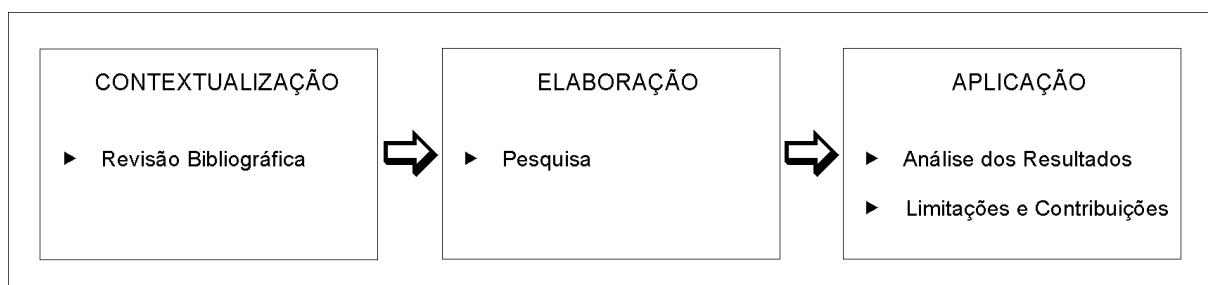 CONTEXTUALIZAÇÃO
Revisão Bibliográfica
ELABORAÇÃO
Pesquisa
APLICAÇÃO
Análise dos Resultados
Limitações e Contribuições